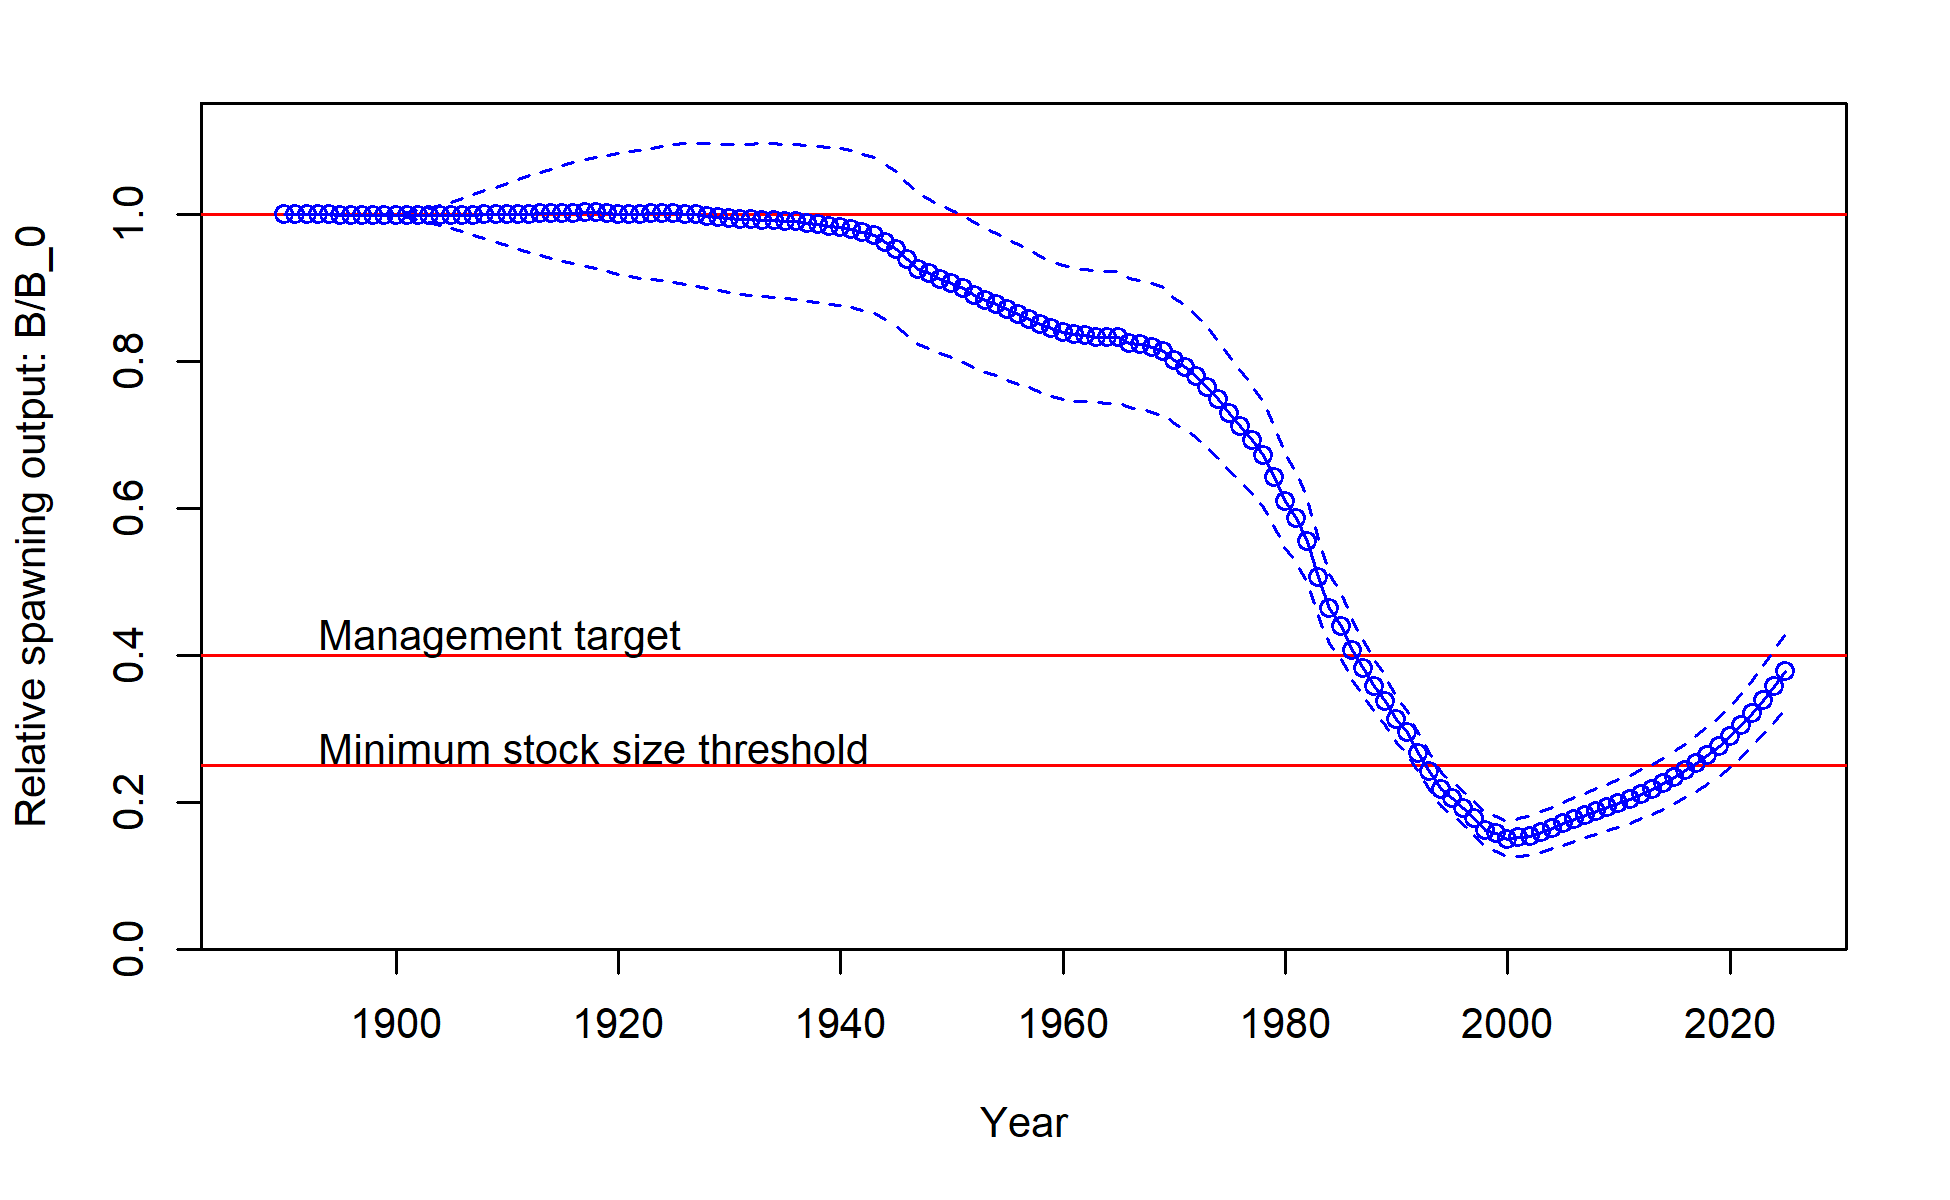 Relative spawning output: B/B_0
1.0
0.8
0.6
0.4
0.2
0.0
Management target
Minimum stock size threshold
1900 1920 1940 1960 1980 2000 2020
Year